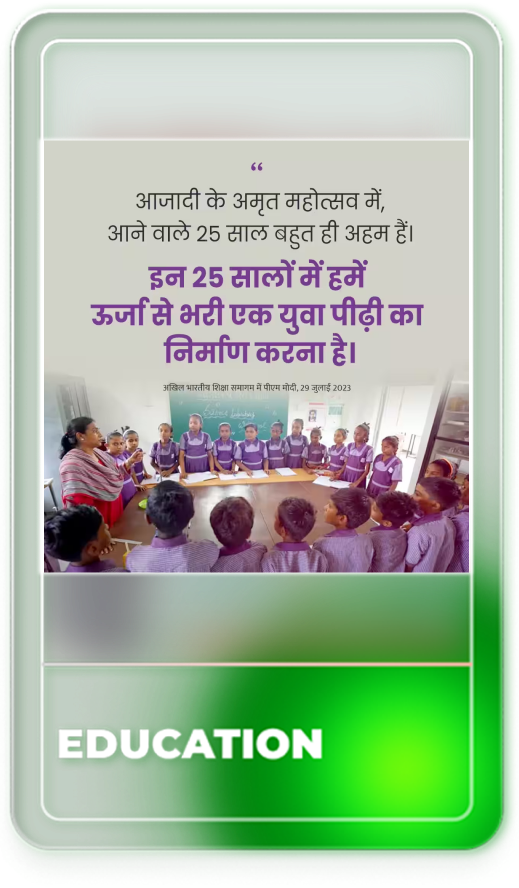 “
आजादी के अमृत महोत्सव में,
आने वाले 25 साल बहुत ही अहम हैं।
इन 25 सालों में हमें
ऊर्जा से भरी एक युवा पीढ़ी का
निर्माण करना है।
अखिल भारतीय शिक्षा समागम में पीएम मोदी, 29 जुलाई 2023
EDUCATION